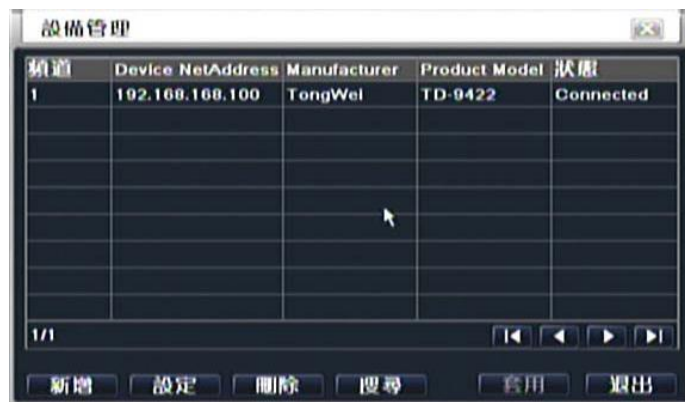 設備管理
頻道 Device NetAddress Manufacturer Product Model 狀態
1 192.168.168.100 TongWei TD-9422 Connected
1/1
新增 設定 刪除 搜尋 套用 退出